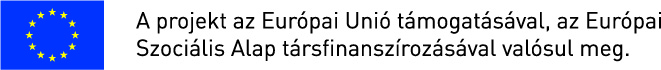 A projekt az Európai Unió támogatásával, az Európai
Szociális Alap társfinanszírozásával valósul meg.